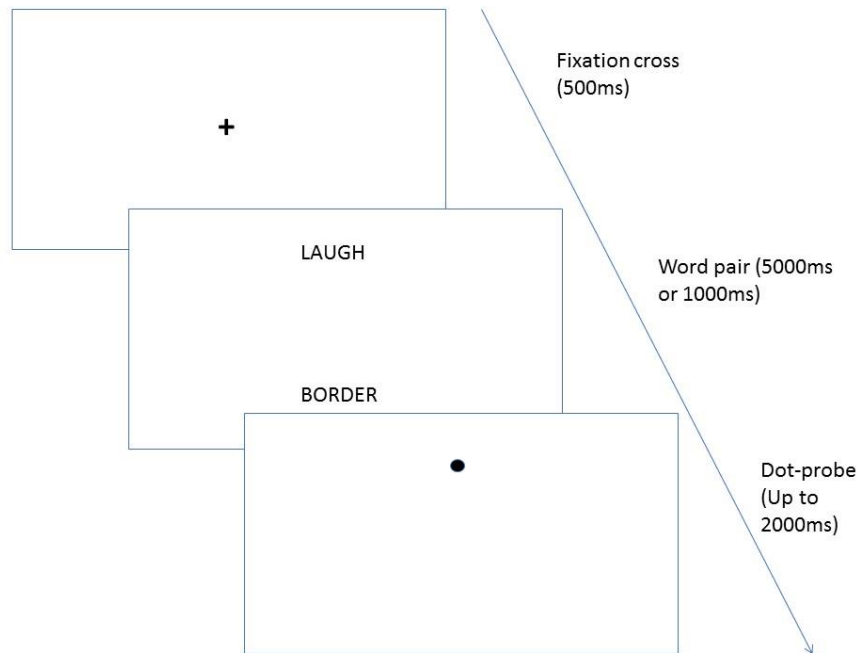 Fixation cross
(500ms)
+
LAUGH
Word pair (5000ms
or 1000ms)
BORDER
Dot-probe
(Up to
2000ms)